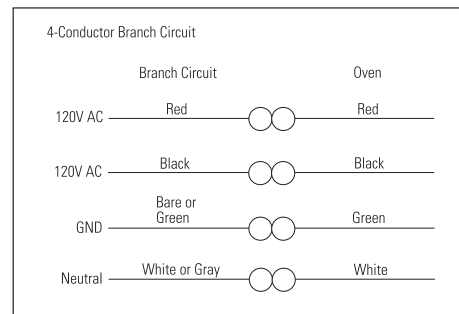 4-Conductor Branch Circuit
Branch Circuit Oven
120V AC Red Red
120V AC Black Black
Bare or
GND Green Green
Neutral White or Gray White